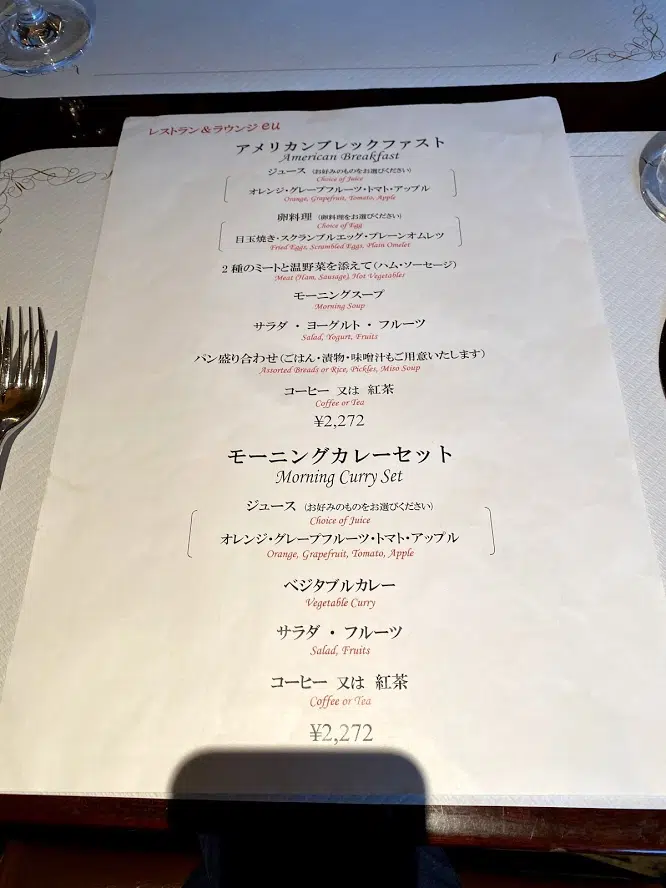 レストラン＆ラウンジ eu
アメリカンブレックファスト
American Breakfast
ジュース（お好みのものをお選びください）
Choice of Juice
オレンジ・グレープフルーツ・トマト・アップル
Orange, Grapefruit, Tomato, Apple
卵料理（卵料理をお選びください）
Choice of Egg
目玉焼き・スクランブルエッグ・プレーンオムレツ
Fried Eggs, Scrumbled Eggs, Plain Omelet
2種のミートと温野菜を添えて（ハム・ソーセージ）
Meat (Ham, Sausage), Hot Vegetables
モーニングスープ
Morning Soup
サラダ ・ ヨーグルト ・ フルーツ
Salad, Yogurt, Fruits
パン盛り合わせ（ごはん・漬物・味噌汁もご用意いたします）
Assorted Breads or Rice, Pickles, Miso Soup
コーヒー 又は 紅茶
Coffee or Tea
¥2,272
モーニングカレーセット
Morning Curry Set
ジュース（お好みのものをお選びください）
Choice of Juice
オレンジ・グレープフルーツ・トマト・アップル
Orange, Grapefruit, Tomato, Apple
ベジタブルカレー
Vegetable Curry
サラダ ・ フルーツ
Salad, Fruits
コーヒー 又は 紅茶
Coffee or Tea
¥2,272